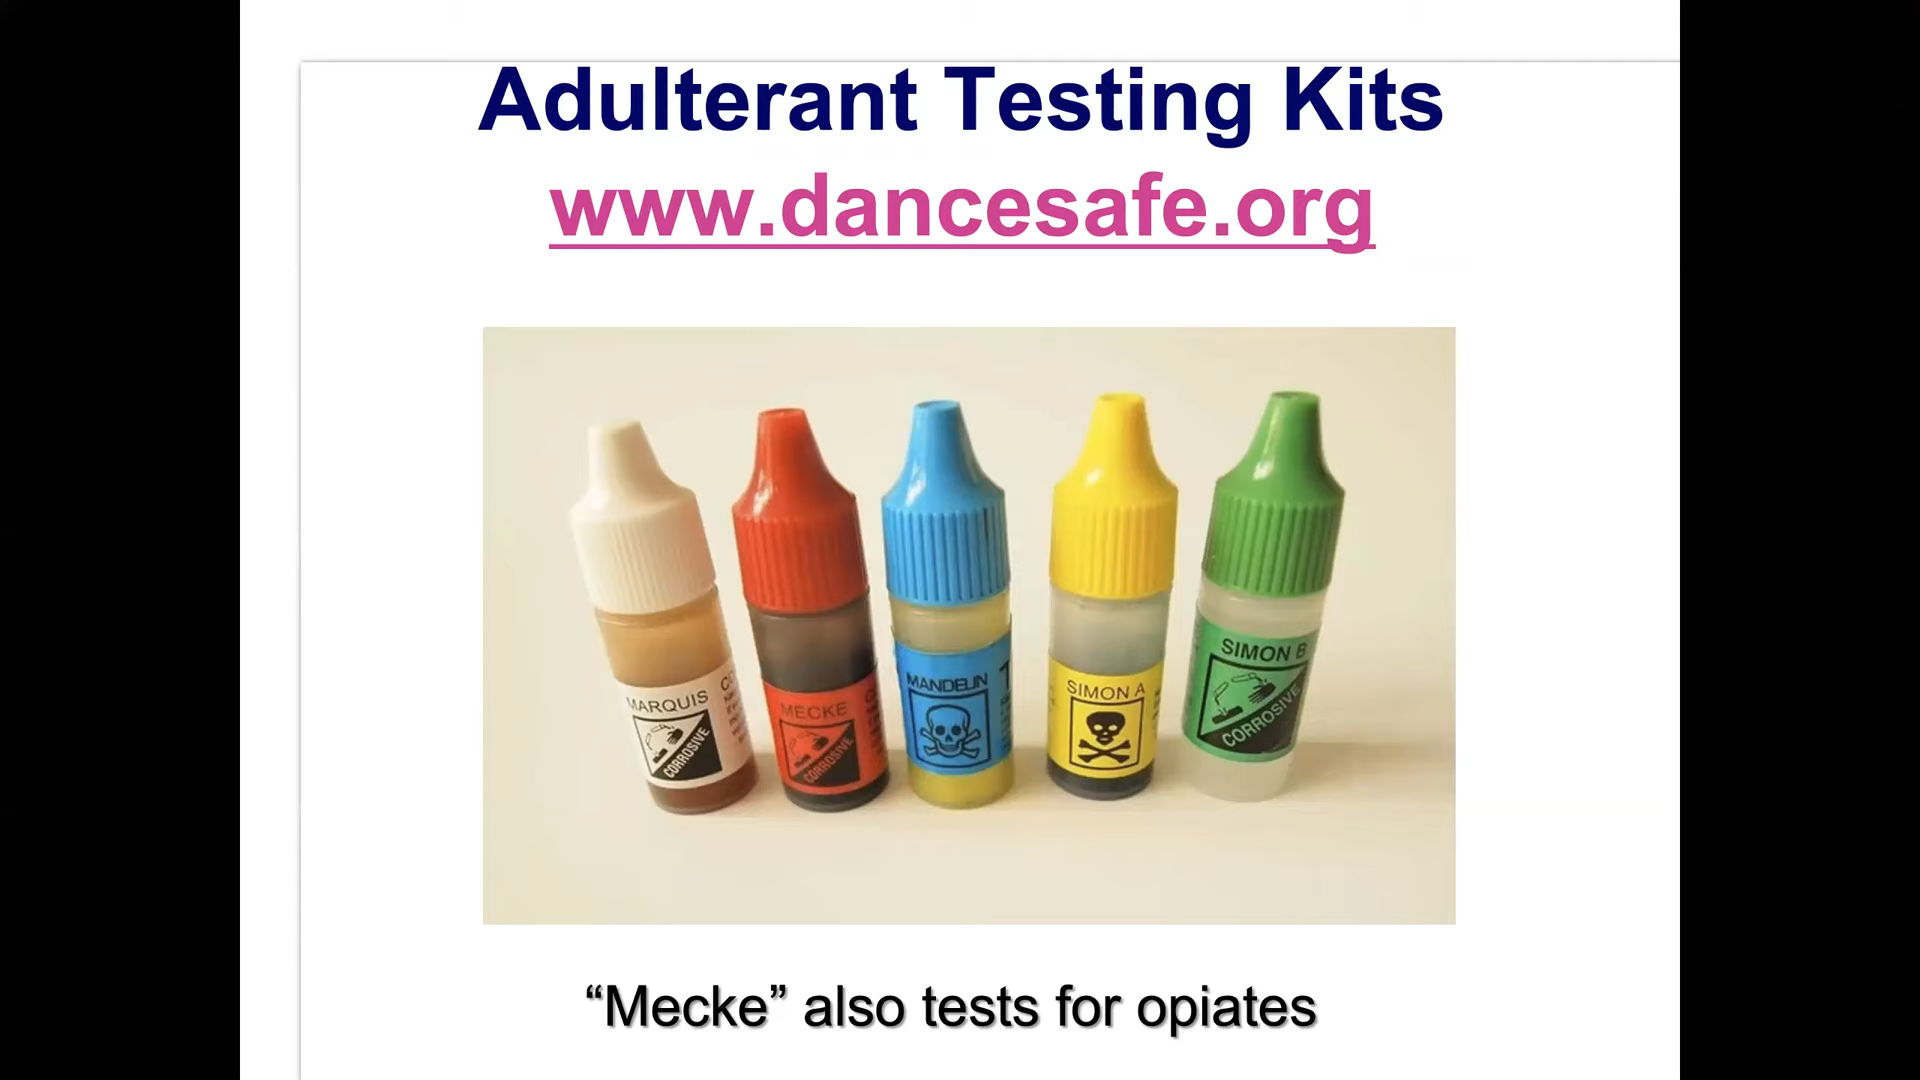 Adulterant Testing Kits
www.dancesafe.org
MARQUIS
CORROSIVE
MECKE
CORROSIVE
MANDELIN
SIMON A
SIMON B
CORROSIVE
“Mecke” also tests for opiates